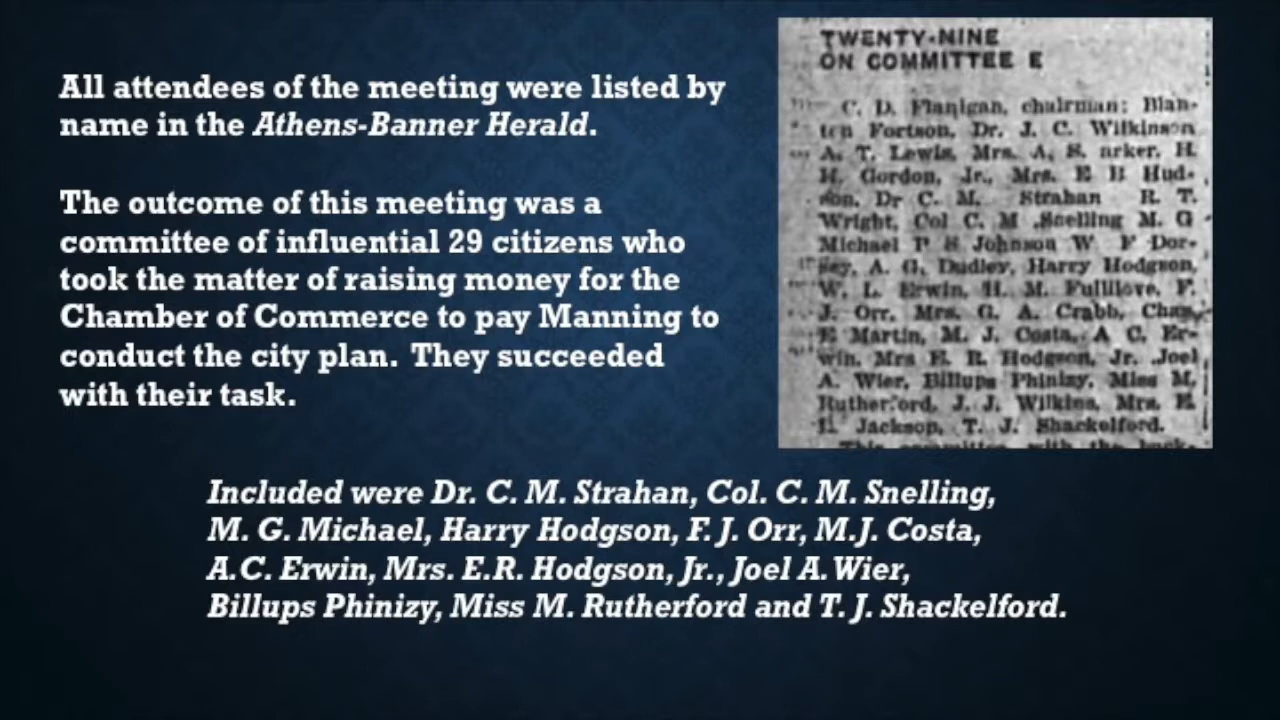 All attendees of the meeting were listed by
name in the Athens-Banner Herald.
The outcome of this meeting was a
committee of influential 29 citizens who
took the matter of raising money for the
Chamber of Commerce to pay Manning to
conduct the city plan. They succeeded
with their task.
TWENTY-NINE
ON COMMITTEE E
C. D. Flanigan, chairman; Blan-
ton Fortson, Dr. J. C. Wilkinson
A. T. Lewis, Mrs. A. S. arker, H.
H. Gordon, Jr., Mrs. E B Hud-
son, Dr C. M. Strahan R. T.
Wright, Col C. M .Snelling M. G
Michael P S Johnson W. F Dor-
sey, A. G. Dudley, Harry Hodgson,
W. L. Erwin, H. M. Fullilove, F.
J. Orr, Mrs. G. A. Crabb, Chas,
E Martin, M. J. Costa, A C. Er-
win, Mrs E. R. Hodgson, Jr. Joel
A. Wier, Billups Phinizy, Miss M.
Rutherford, J. J. Wilkins, Mrs. E.
H. Jackson, T. J. Shackelford.
This committee with the back-
Included were Dr. C. M. Strahan, Col. C. M. Snelling,
M. G. Michael, Harry Hodgson, F. J. Orr, M.J. Costa,
A.C. Erwin, Mrs. E.R. Hodgson, Jr., Joel A. Wier,
Billups Phinizy, Miss M. Rutherford and T. J. Shackelford.